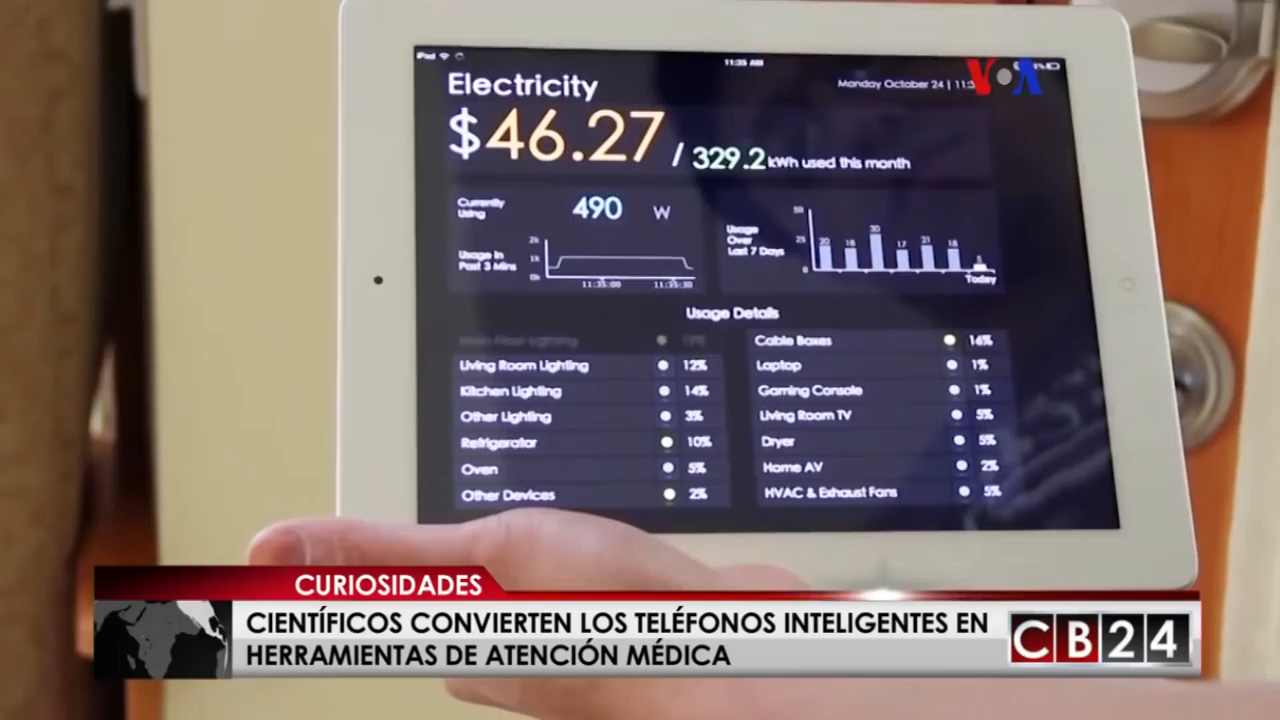 iPad
11:35 AM
Monday October 24 | 11:3
VOA
Electricity
$46.27 / 329.2 kWh used this month
Currently
Using
490 W
Usage in
Past 3 Mins
2k
1k
0k
11:35:00
11:35:30
Usage
Over
Last 7 Days
50
25
0
20
18
30
17
21
18
5
Today
Usage Details
Living Room Lighting 12%
Kitchen Lighting 14%
Other Lighting 3%
Refrigerator 10%
Oven 5%
Other Devices 2%
Cable Boxes 16%
Laptop 1%
Gaming Console 1%
Living Room TV 5%
Dryer 5%
Home AV 2%
HVAC & Exhaust Fans 5%
CURIOSIDADES
CIENTÍFICOS CONVIERTEN LOS TELÉFONOS INTELIGENTES EN
HERRAMIENTAS DE ATENCIÓN MÉDICA
CB24